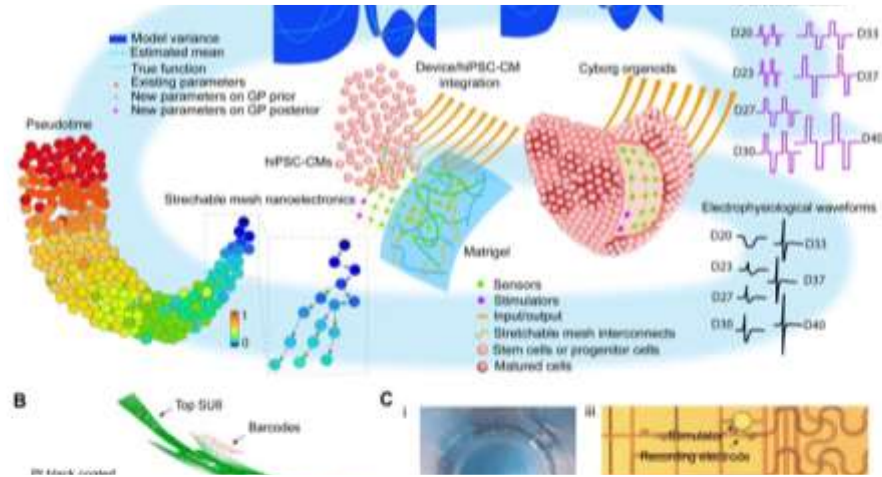 Model variance
Estimated mean
True function
Existing parameters
New parameters on GP prior
New parameters on GP posterior
Pseudotime
1
0
hiPSC-CMs
Device/hiPSC-CM
integration
Cyborg organoids
Strechable mesh nanoelectronics
Matrigel
Sensors
Stimulators
Input/output
Stretchable mesh interconnects
Stem cells or progenitor cells
Matured cells
D20
D33
D23
D37
D27
D30
D40
Electrophysiological waveforms
D20
D33
D23
D37
D27
D30
D40
B
Top SU8
Barcodes
Pt black coated
C
i
iii
Stimulator
Recording electrode